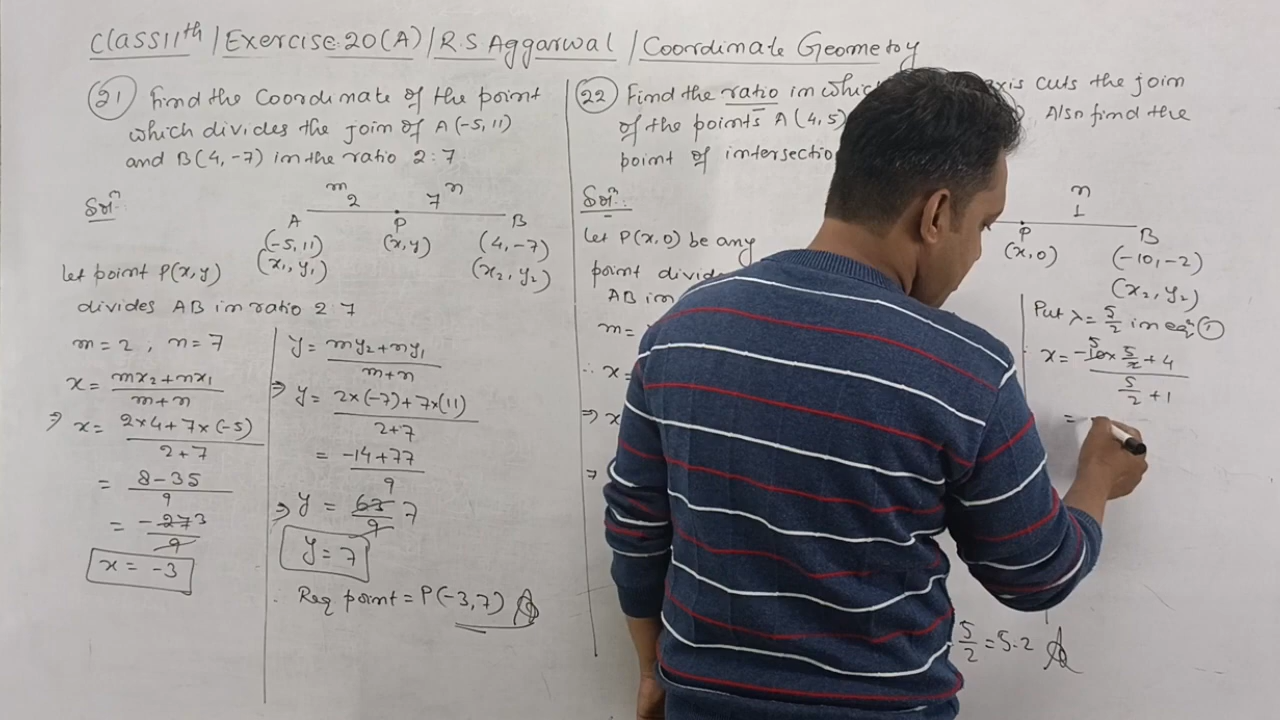 Class 11th / Exercise: 20(A) / R.S Aggarwal / Coordinate Geometry
(21) Find the Coordinate of the point
which divides the join of A(-5, 11)
and B(4, -7) in the ratio 2:7
Solⁿ:
m n
2 7
A P B
(-5, 11) (x, y) (4, -7)
(x₁, y₁) (x₂, y₂)
let point P(x, y)
divides AB in ratio 2:7
m = 2, n = 7
x = (mx₂ + nx₁)/(m+n)
⇒ x = (2×4 + 7×(-5))/(2+7)
= (8-35)/9
= -27 3/9
x = -3
y = (my₂ + ny₁)/(m+n)
⇒ y = (2×(-7) + 7×(11))/(2+7)
= (-14+77)/9
⇒ y = 63/9 7
y = 7
Req point = P(-3, 7)
(22) Find the ratio in axis cuts the join
of the points A(4, 5) Also find the
point of
Solⁿ:
n
1
P B
(x, 0) (-10, -2)
(x₂, y₂)
let P(x, 0) be any
point
AB in
m =
∴ x =
⇒ x
Put λ = 5/2 in eqⁿ (1)
x = (-10 5 × 5/2 + 4)/(5/2 + 1)
=
5/2 = 5:2